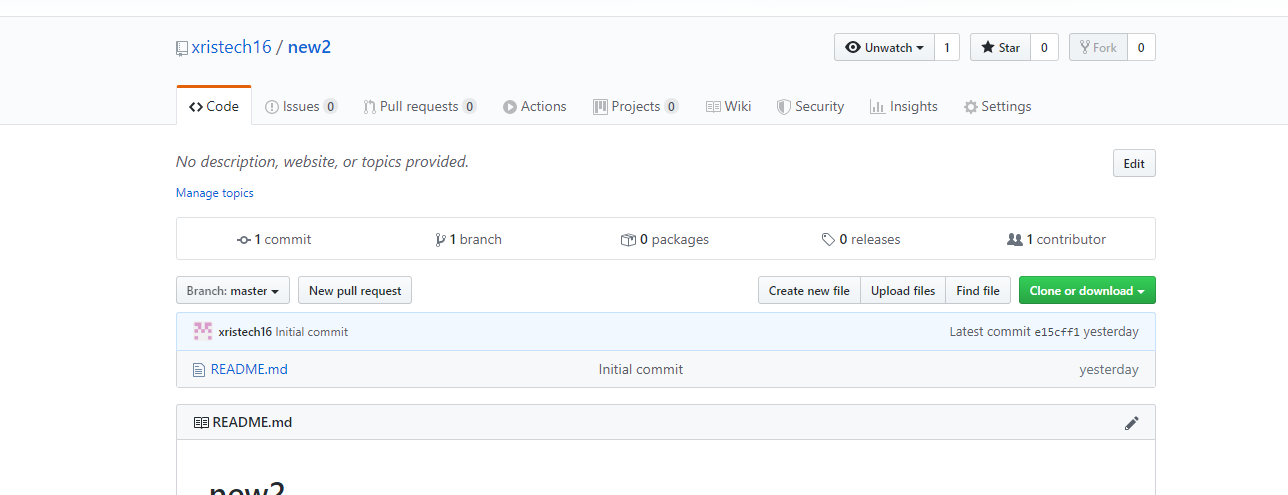 xristech16 / new2
Unwatch 1 Star 0 Fork 0
Code Issues 0 Pull requests 0 Actions Projects 0 Wiki Security Insights Settings
No description, website, or topics provided.
Edit
Manage topics
1 commit 1 branch 0 packages 0 releases 1 contributor
Branch: master New pull request Create new file Upload files Find file Clone or download
xristech16 Initial commit Latest commit e15cff1 yesterday
README.md Initial commit yesterday
README.md
new2